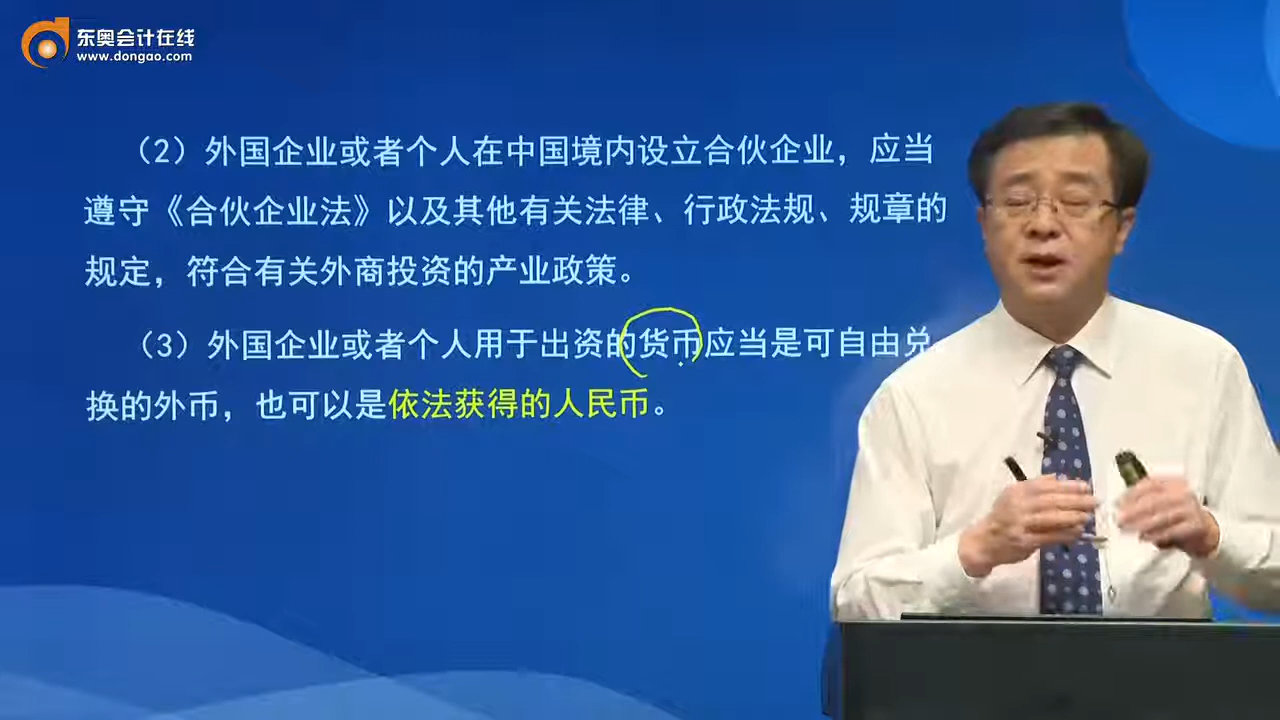 东奥会计在线
www.dongao.com
（2）外国企业或者个人在中国境内设立合伙企业，应当
遵守《合伙企业法》以及其他有关法律、行政法规、规章的
规定，符合有关外商投资的产业政策。
（3）外国企业或者个人用于出资的货币应当是可自由兑
换的外币，也可以是依法获得的人民币。